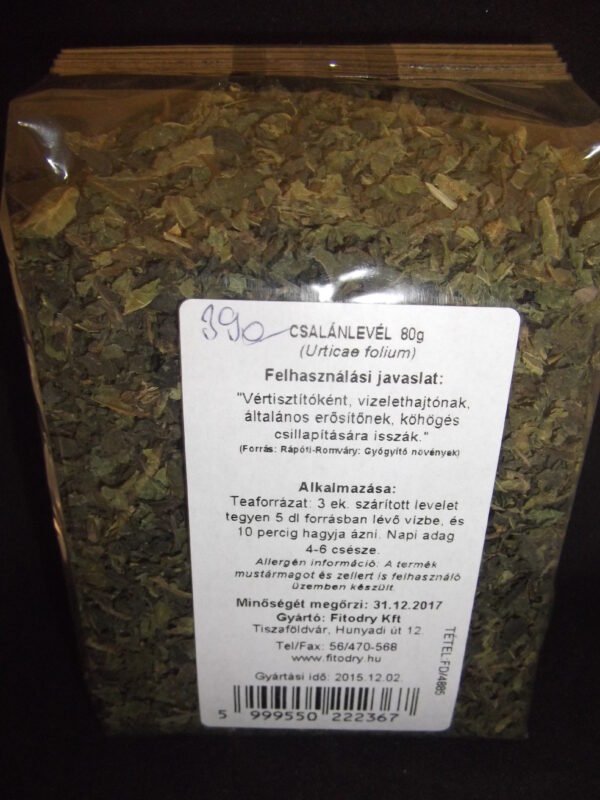 390
CSALÁNLEVÉL 80g
(Urticae folium)
Felhasználási javaslat:
"Vértisztítóként, vizelethajtónak,
általános erősítőnek, köhögés
csillapítására isszák."
(Forrás: Rápóti-Romváry: Gyógyító növények)
Alkalmazása:
Teaforrázat: 3 ek. szárított levelet
tegyen 5 dl forrásban lévő vízbe, és
10 percig hagyja ázni. Napi adag
4-6 csésze.
Allergén információ: A termék
mustármagot és zellert is felhasználó
üzemben készült.
Minőségét megőrzi: 31.12.2017
Gyártó: Fitodry Kft
Tiszaföldvár, Hunyadi út 12.
Tel/Fax: 56/470-568
www.fitodry.hu
Gyártási idő: 2015.12.02.
TÉTEL:FD/4885
5 999550 222367